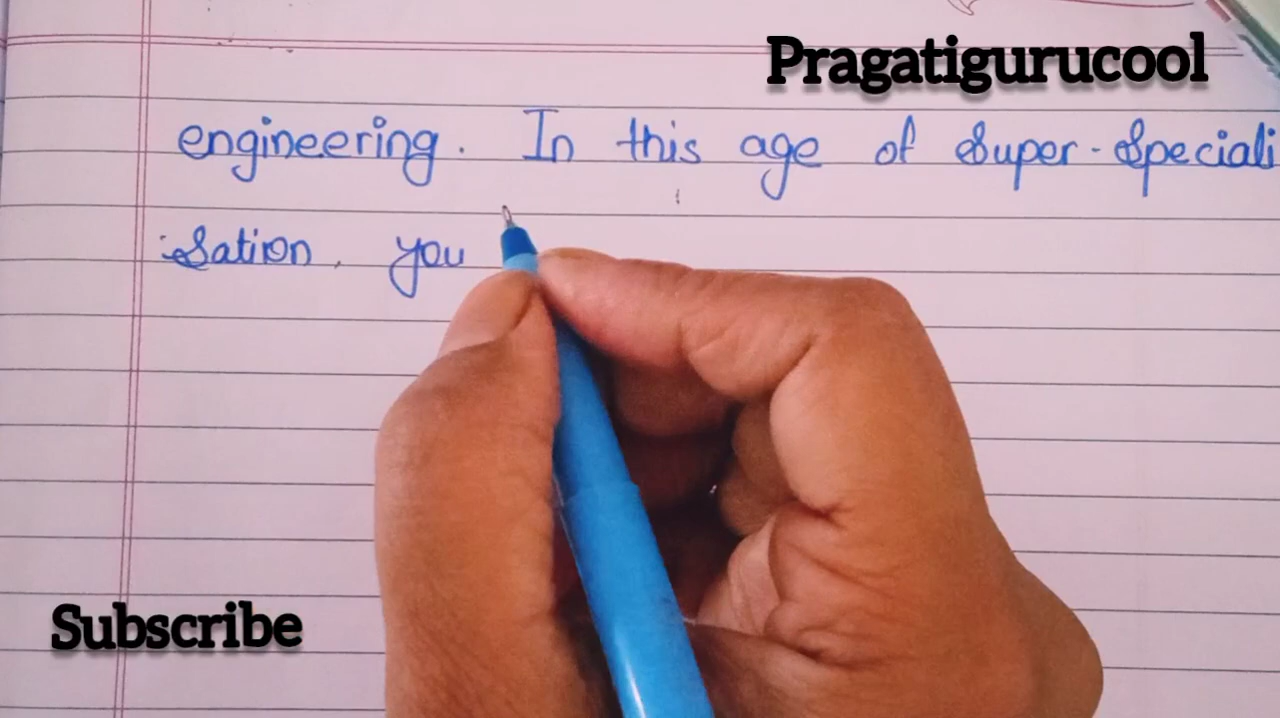 Pragatigurucool
engineering. In this age of Super-Speciali
sation, you
Subscribe